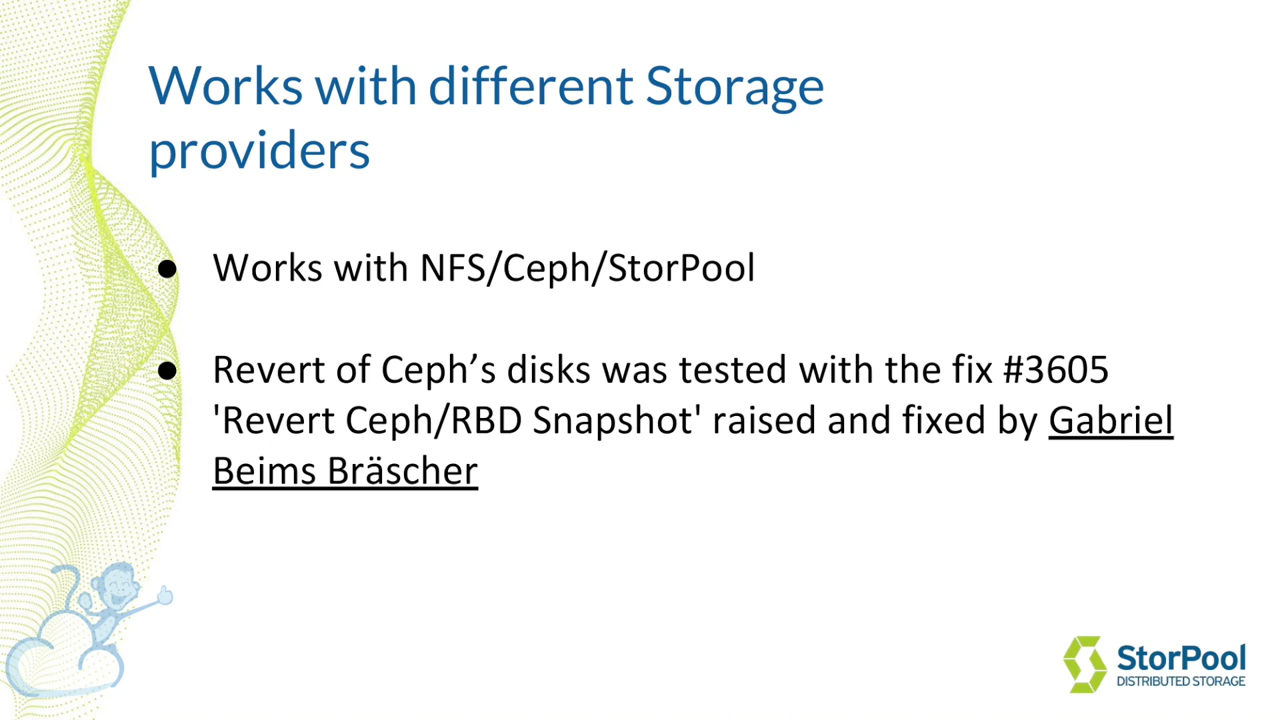 Works with different Storage
providers
● Works with NFS/Ceph/StorPool
● Revert of Ceph’s disks was tested with the fix #3605
'Revert Ceph/RBD Snapshot' raised and fixed by Gabriel
Beims Bräscher
StorPool
DISTRIBUTED STORAGE